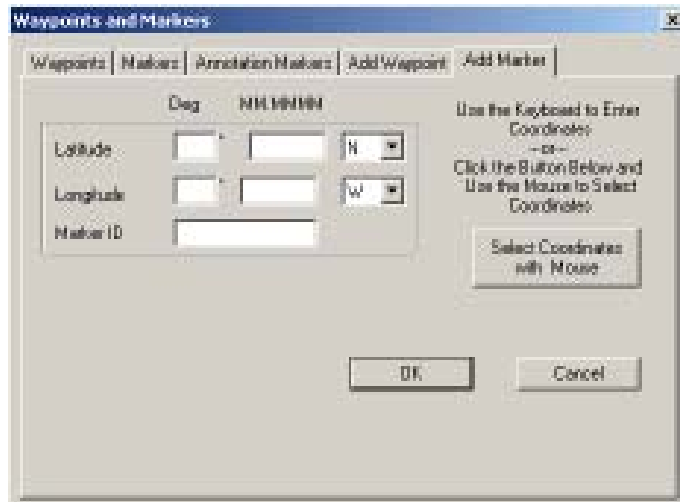 Waypoints and Markers
Waypoints Markers Annotation Markers Add Waypoint Add Marker
Deg MM.MMMM
Latitude ° N
Longitude ° W
Marker ID
Use the Keyboard to Enter
Coordinates
--or--
Click the Button Below and
Use the Mouse to Select
Coordinates
Select Coordinates
with Mouse
OK Cancel